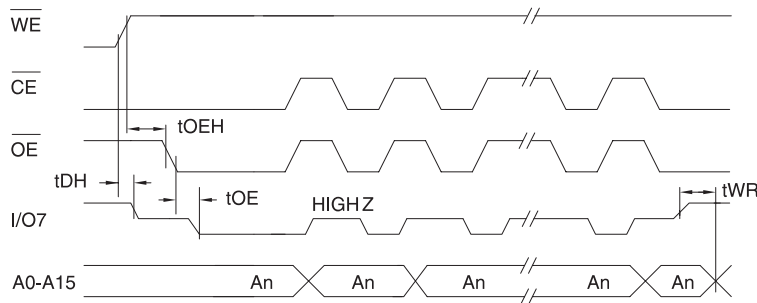 WE
CE
tOEH
OE
tDH
tOE
HIGH Z
tWR
I/O7
A0-A15 An An An An An